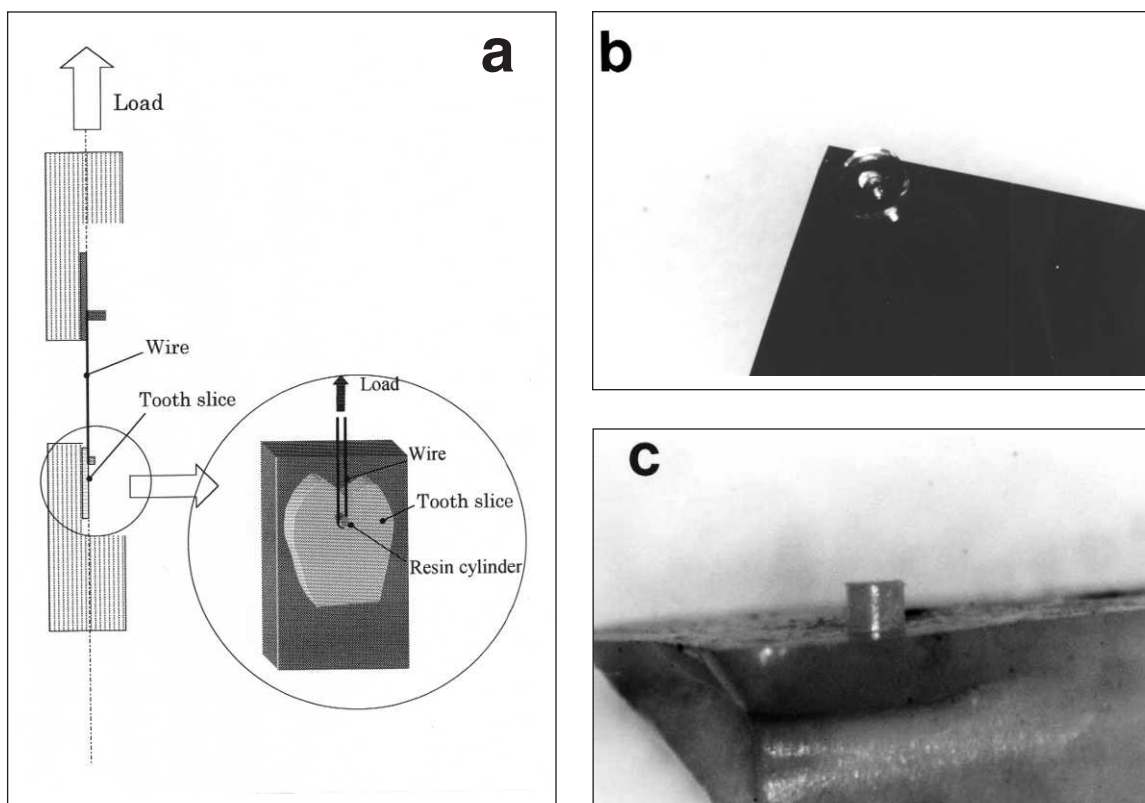 a
Load
Wire
Tooth slice
Load
Wire
Tooth slice
Resin cylinder
b
c